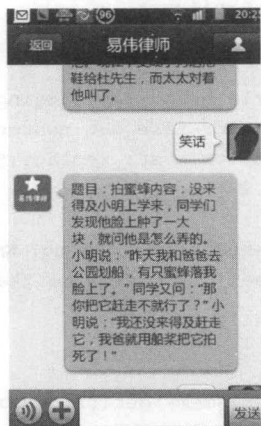 96
20:2
返回
易伟律师
鞋给杜先生，而太太对着
他叫了。
笑话
易伟律师
题目：拍蜜蜂内容：没来
得及小明上学来，同学们
发现他脸上肿了一大
块，就问他是怎么弄的。
小明说：“昨天我和爸爸去
公园划船，有只蜜蜂落我
脸上了。”同学又问：“那
你把它赶走不就行了？”小
明说：“我还没来得及赶走
它，我爸就用船桨把它拍
死了！”
发送